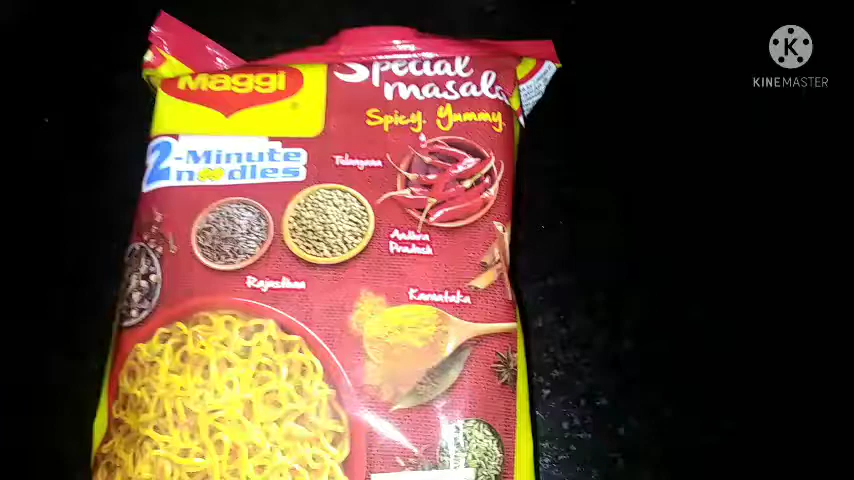 Maggi
Special
masala
Spicy. Yummy.
2-Minute
noodles
Telangana
Andhra
Pradesh
Rajasthan
Karnataka
K
KINEMASTER